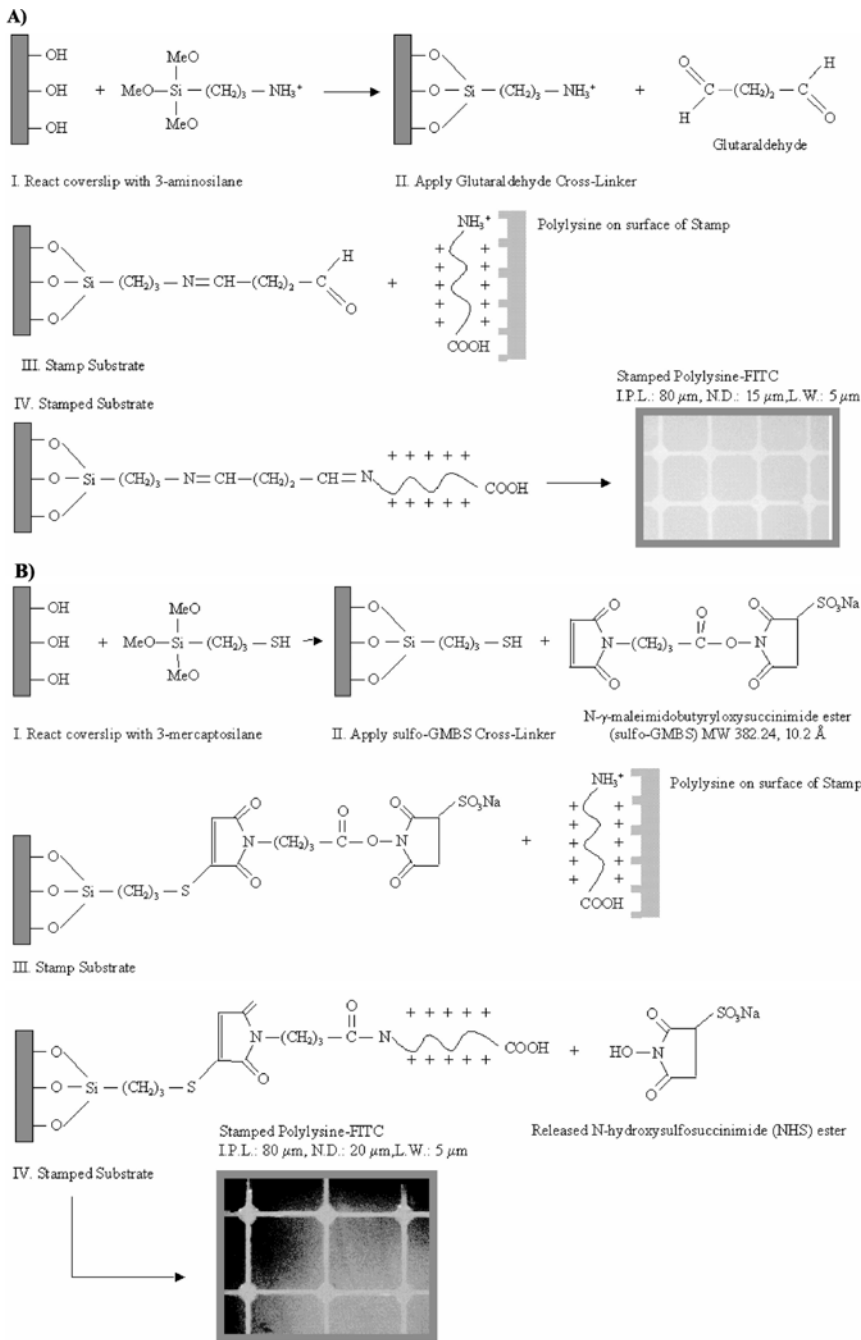 A)
OH
OH
OH
+
MeO
MeO—Si—(CH₂)₃—NH₃⁺
MeO
O
O—Si—(CH₂)₃—NH₃⁺
O
+
O H
C—(CH₂)₂—C
H O
Glutaraldehyde
I. React coverslip with 3-aminosilane
II. Apply Glutaraldehyde Cross-Linker
O
O—Si—(CH₂)₃—N=CH—(CH₂)₂—C
O
H
O
+
NH₃⁺
+ +
+ +
+ +
+ +
+ +
COOH
Polylysine on surface of Stamp
III. Stamp Substrate
IV. Stamped Substrate
Stamped Polylysine-FITC
I.P.L.: 80 µm, N.D.: 15 µm,L.W.: 5 µm
O
O—Si—(CH₂)₃—N=CH—(CH₂)₂—CH=N
O
+ + + + +
COOH
+ + + + +
B)
OH
OH
OH
+
MeO
MeO—Si—(CH₂)₃—SH
MeO
O
O—Si—(CH₂)₃—SH
O
+
O O O SO₃Na
N—(CH₂)₃—C—O—N
O O
I. React coverslip with 3-mercaptosilane
II. Apply sulfo-GMBS Cross-Linker
N-γ-maleimidobutyryloxysuccinimide ester
(sulfo-GMBS) MW 382.24, 10.2 Å
O
O—Si—(CH₂)₃—S
O
O O O SO₃Na
N—(CH₂)₃—C—O—N
O O
+
NH₃⁺
+ +
+ +
+ +
+ +
+ +
COOH
Polylysine on surface of Stamp
III. Stamp Substrate
O
O—Si—(CH₂)₃—S
O
O
N—(CH₂)₃—C—N
O
+ + + + +
COOH
+ + + + +
+
O SO₃Na
HO—N
O
Released N-hydroxysulfosuccinimide (NHS) ester
Stamped Polylysine-FITC
I.P.L.: 80 µm, N.D.: 20 µm,L.W.: 5 µm
IV. Stamped Substrate